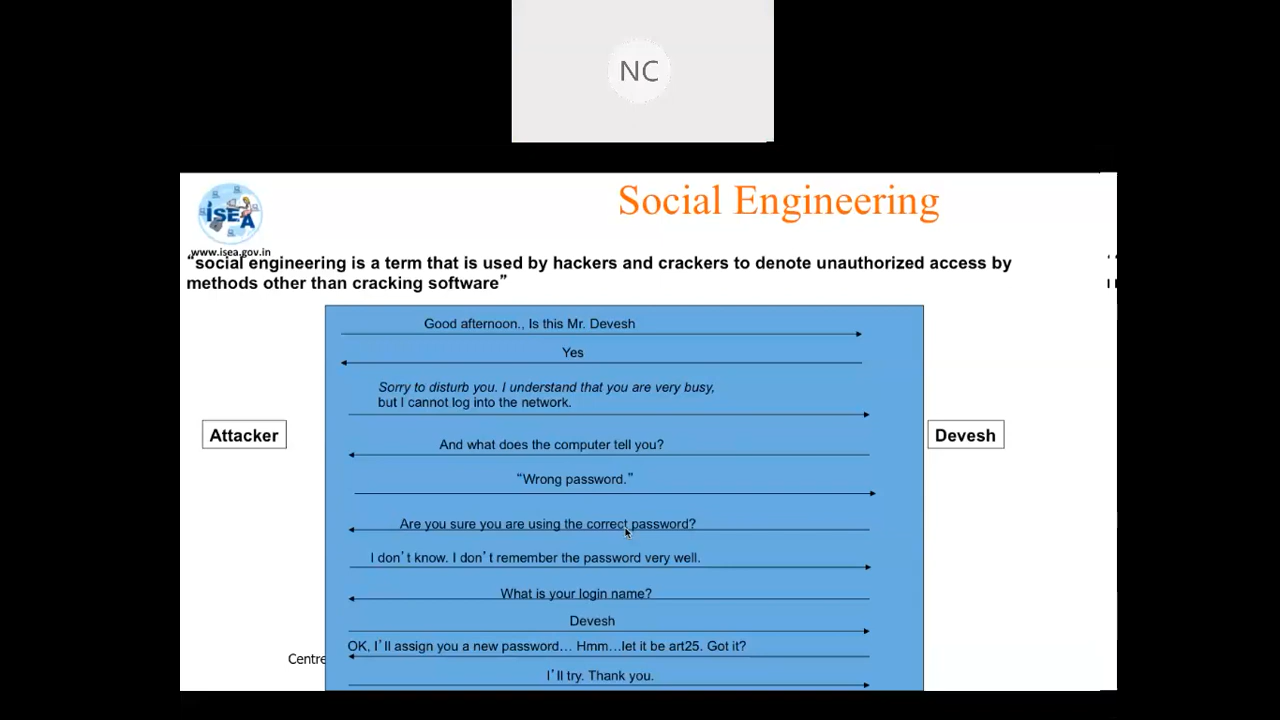 NC
iSEA
www.isea.gov.in
Social Engineering
“social engineering is a term that is used by hackers and crackers to denote unauthorized access by
methods other than cracking software”
Good afternoon., Is this Mr. Devesh
Yes
Sorry to disturb you. I understand that you are very busy,
but I cannot log into the network.
Attacker
Devesh
And what does the computer tell you?
“Wrong password.”
Are you sure you are using the correct password?
I don’t know. I don’t remember the password very well.
What is your login name?
Devesh
OK, I’ll assign you a new password… Hmm…let it be art25. Got it?
Centre
I’ll try. Thank you.